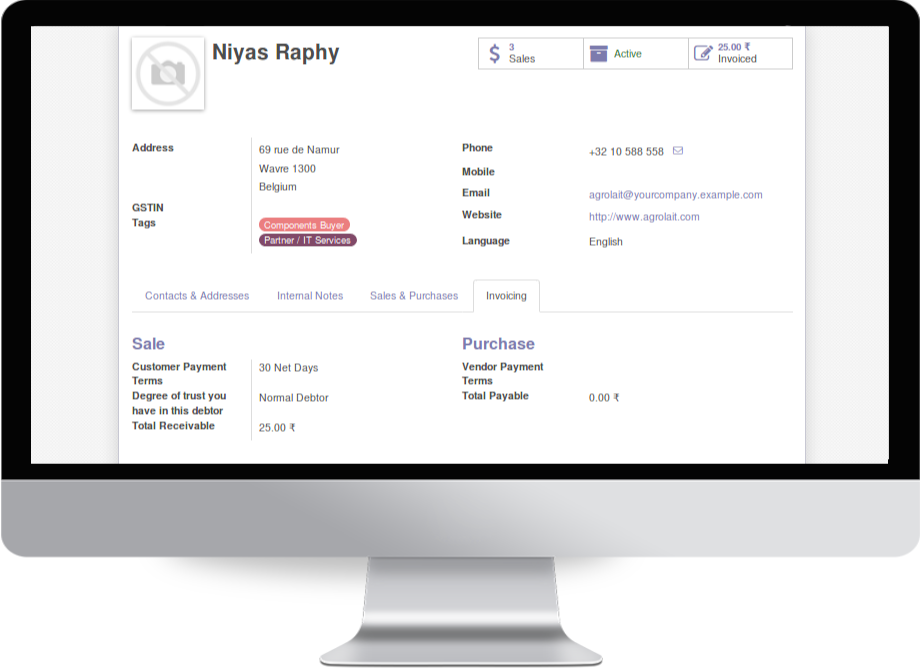 Niyas Raphy
3
Sales
Active
25.00 ₹
Invoiced
Address
69 rue de Namur
Wavre 1300
Belgium
GSTIN
Tags
Components Buyer
Partner / IT Services
Phone
+32 10 588 558
Mobile
Email
agrolait@yourcompany.example.com
Website
http://www.agrolait.com
Language
English
Contacts & Addresses
Internal Notes
Sales & Purchases
Invoicing
Sale
Customer Payment
Terms
30 Net Days
Degree of trust you
have in this debtor
Normal Debtor
Total Receivable
25.00 ₹
Purchase
Vendor Payment
Terms
Total Payable
0.00 ₹